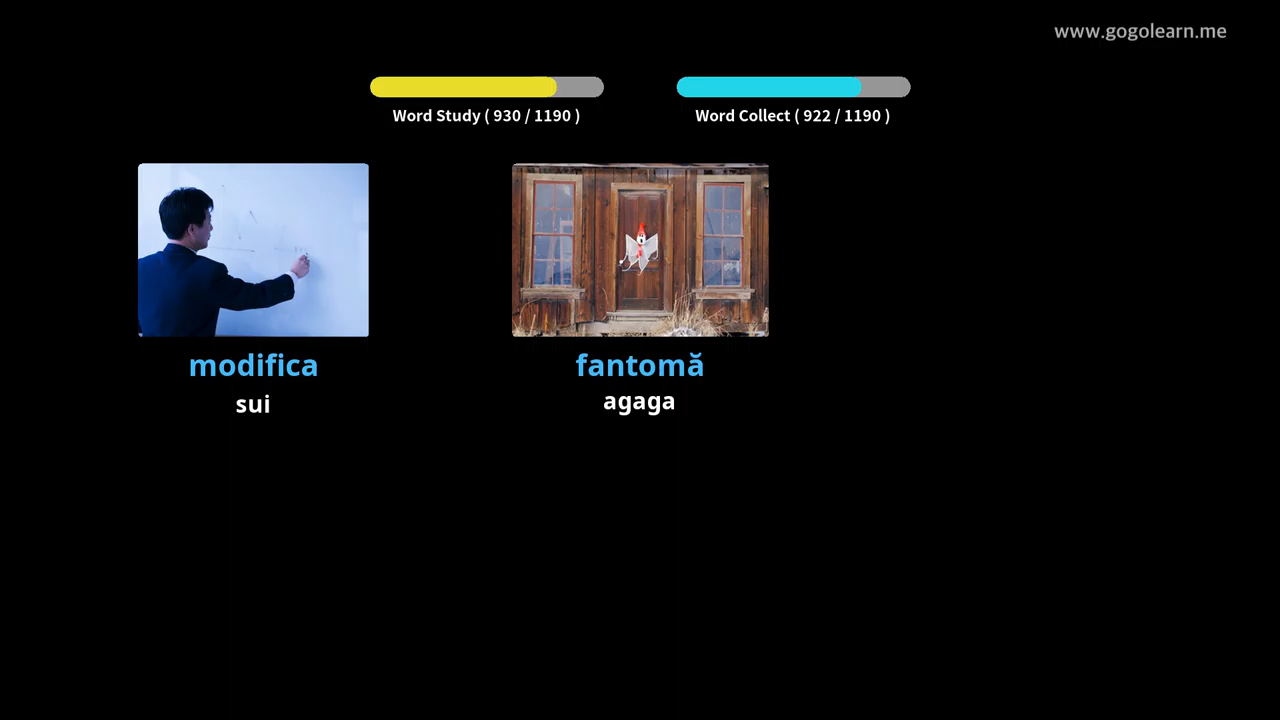 www.gogolearn.me
Word Study ( 930 / 1190 )
Word Collect ( 922 / 1190 )
modifica
sui
fantomă
agaga